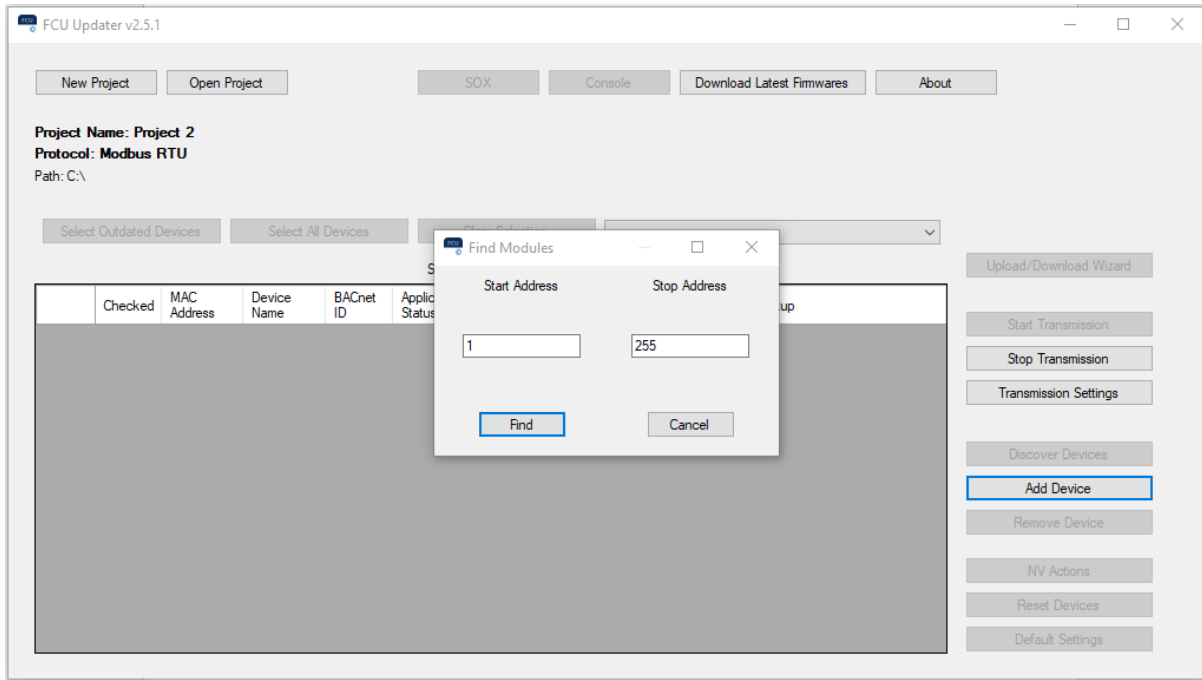 FCU Updater v2.5.1
New Project Open Project SOX Console Download Latest Firmwares About
Project Name: Project 2
Protocol: Modbus RTU
Path: C:\
Select Outdated Devices Select All Devices
Find Modules
Start Address Stop Address
1 255
Find Cancel
Checked MAC Address Device Name BACnet ID
Status
Upload/Download Wizard
Start Transmission
Stop Transmission
Transmission Settings
Discover Devices
Add Device
Remove Device
NV Actions
Reset Devices
Default Settings